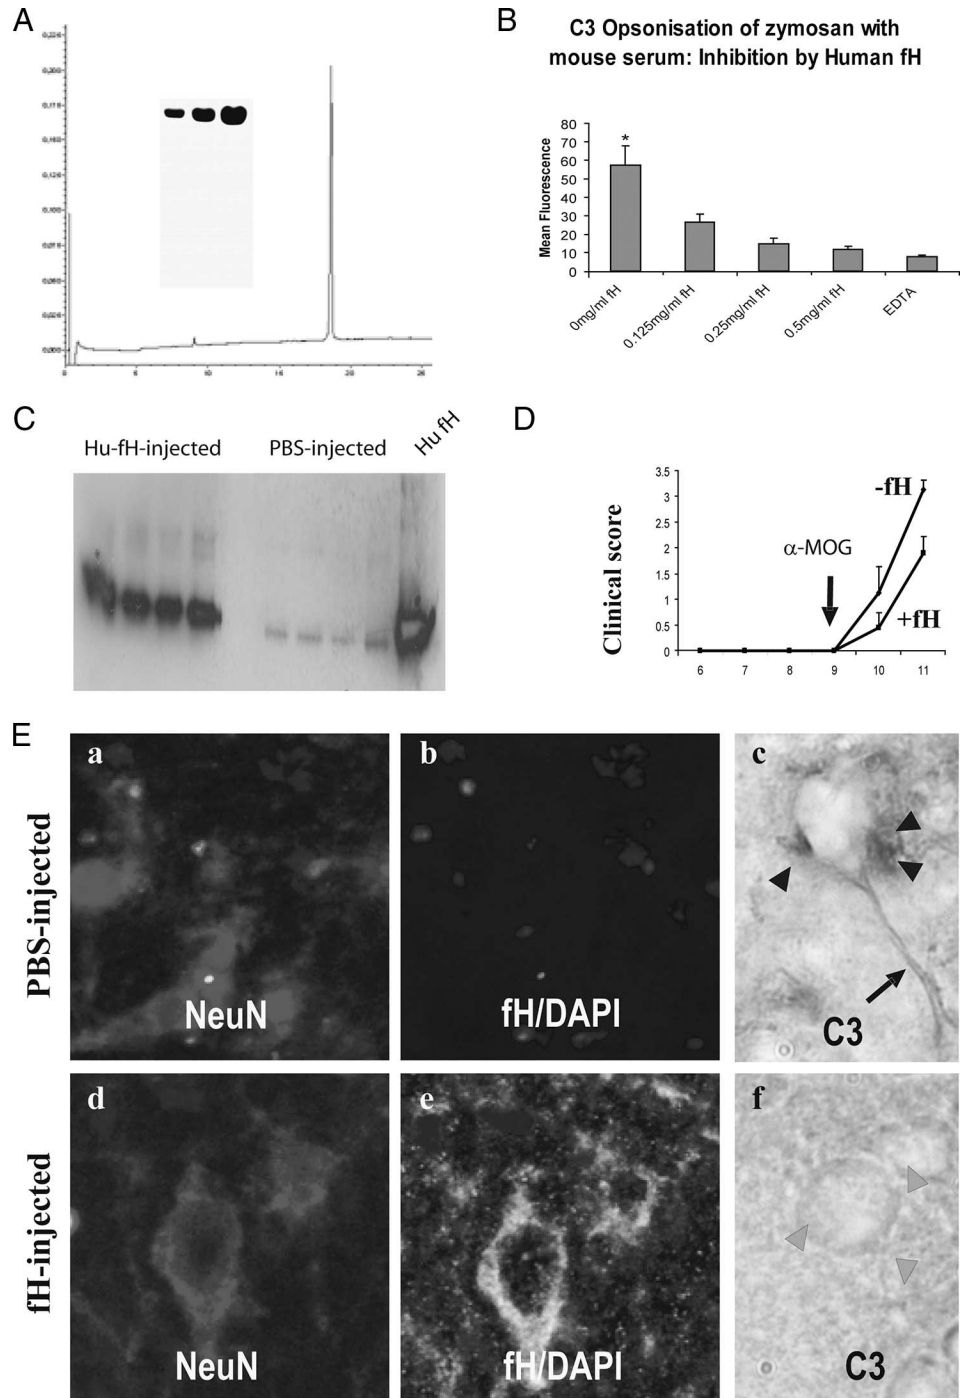 A
B
C3 Opsonisation of zymosan with
mouse serum: Inhibition by Human fH
Mean Fluorescence
80
70
60
50
40
30
20
10
0
*
0mg/ml fH
0.125mg/ml fH
0.25mg/ml fH
0.5mg/ml fH
EDTA
C
Hu-fH-injected
PBS-injected
Hu fH
D
Clinical score
3.5
3
2.5
2
1.5
1
0.5
0
-fH
α-MOG
+fH
6 7 8 9 10 11
E
PBS-injected
a
NeuN
b
fH/DAPI
c
C3
fH-injected
d
NeuN
e
fH/DAPI
f
C3